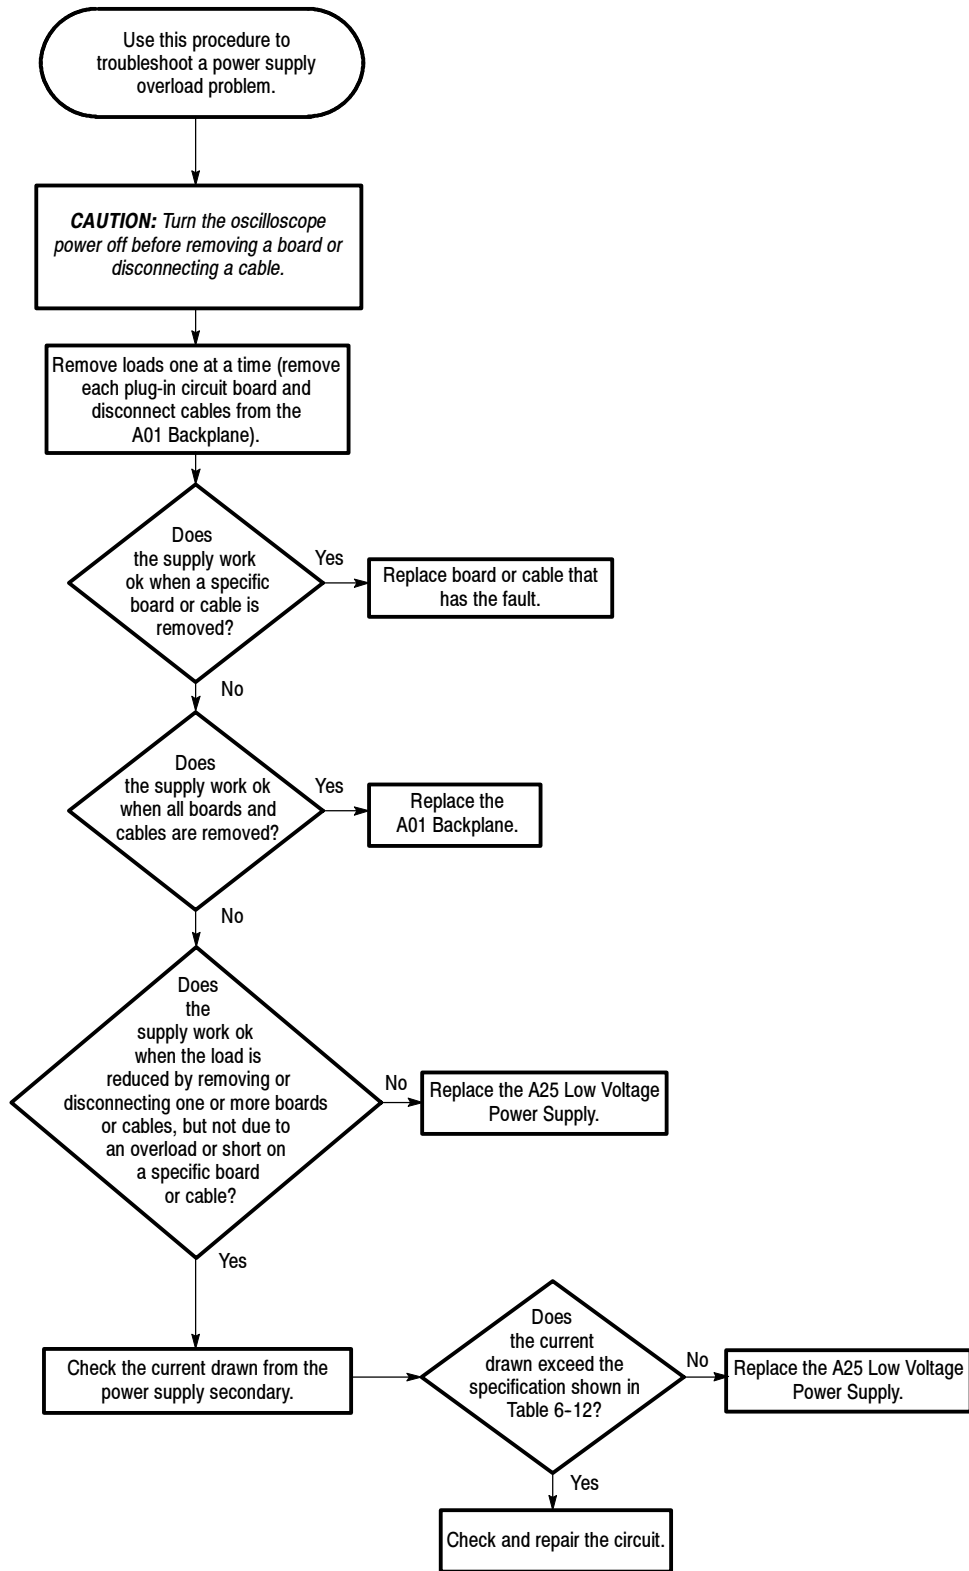 Use this procedure to
troubleshoot a power supply
overload problem.
CAUTION: Turn the oscilloscope
power off before removing a board or
disconnecting a cable.
Remove loads one at a time (remove
each plug-in circuit board and
disconnect cables from the
A01 Backplane).
Does
the supply work
ok when a specific
board or cable is
removed?
Yes
Replace board or cable that
has the fault.
No
Does
the supply work ok
when all boards and
cables are removed?
Yes
Replace the
A01 Backplane.
No
Does
the
supply work ok
when the load is
reduced by removing or
disconnecting one or more boards
or cables, but not due to
an overload or short on
a specific board
or cable?
No
Replace the A25 Low Voltage
Power Supply.
Yes
Check the current drawn from the
power supply secondary.
Does
the current
drawn exceed the
specification shown in
Table 6-12?
No
Replace the A25 Low Voltage
Power Supply.
Yes
Check and repair the circuit.